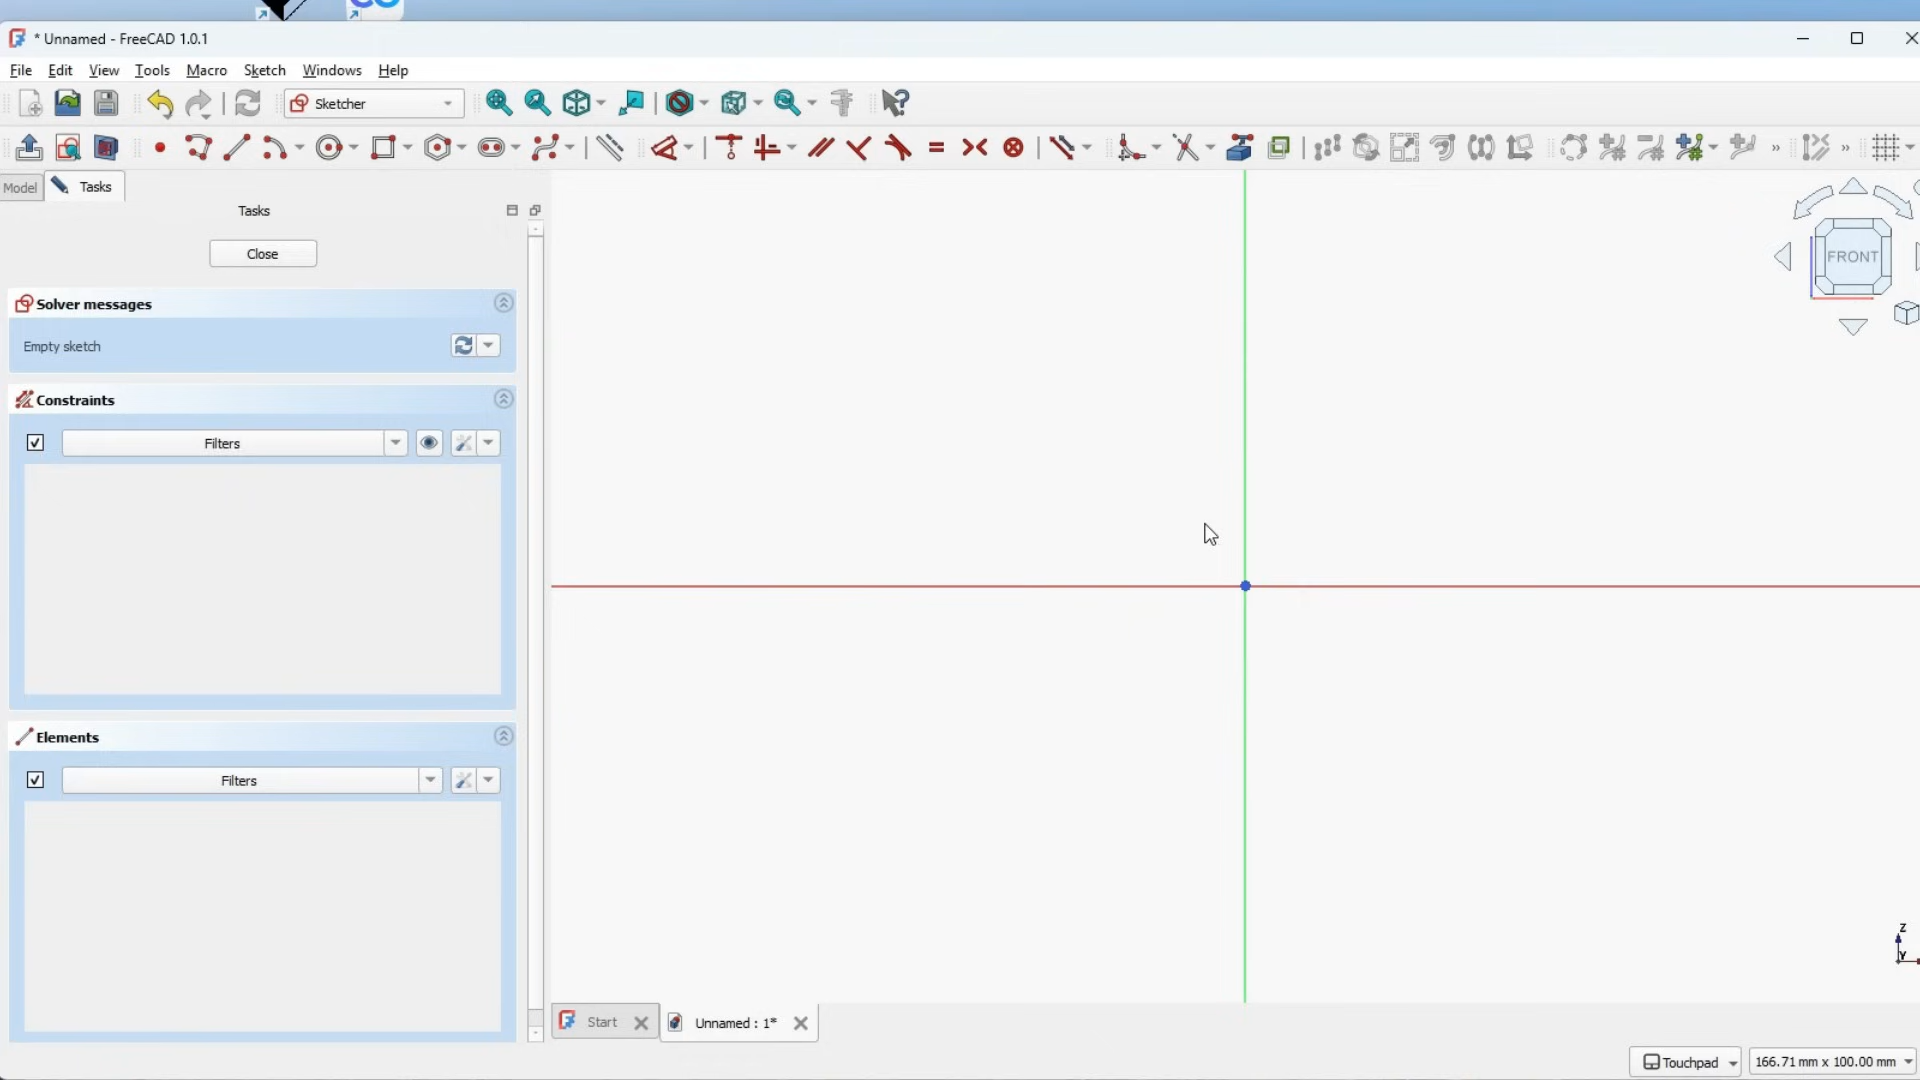 * Unnamed - FreeCAD 1.0.1
File Edit View Tools Macro Sketch Windows Help
Sketcher
Model Tasks
Tasks
Close
Solver messages
Empty sketch
Constraints
Filters
Elements
Filters
FRONT
Z
Y
Start Unnamed : 1*
Touchpad 166.71 mm x 100.00 mm